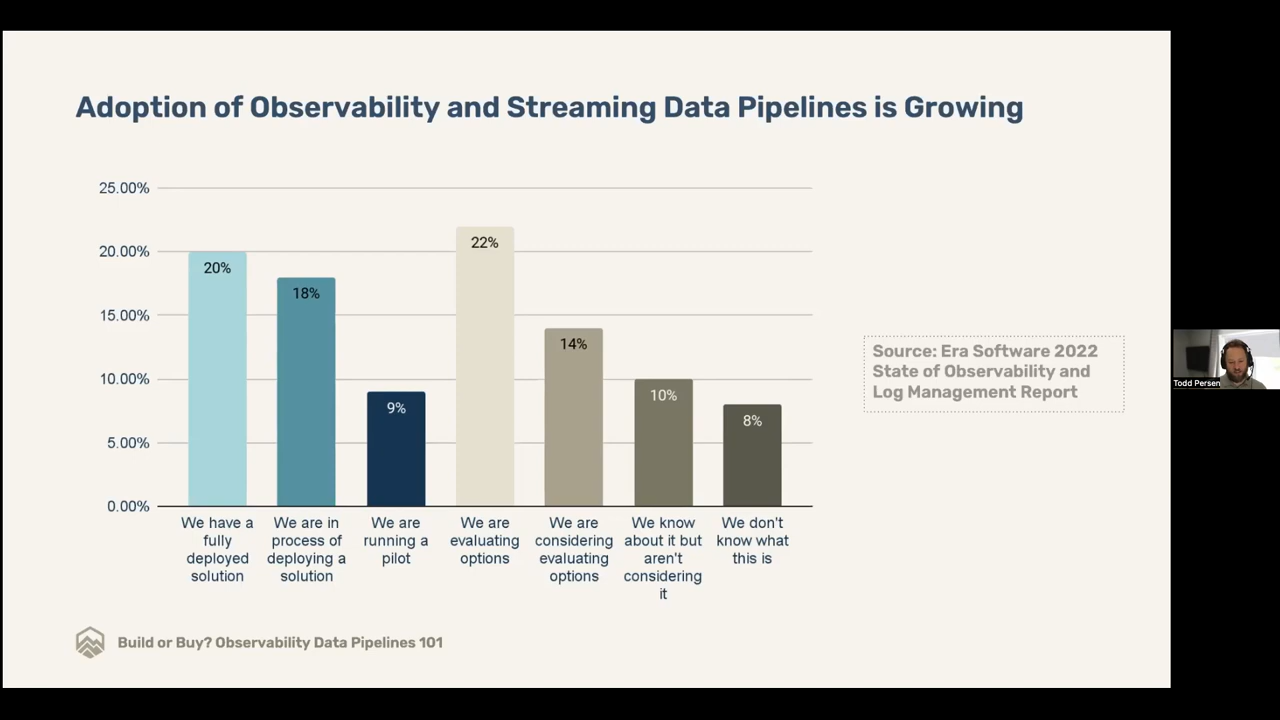 Adoption of Observability and Streaming Data Pipelines is Growing
25.00%
20.00%
15.00%
10.00%
5.00%
0.00%
20%
18%
9%
22%
14%
10%
8%
We have a
fully
deployed
solution
We are in
process of
deploying a
solution
We are
running a
pilot
We are
evaluating
options
We are
considering
evaluating
options
We know
about it but
aren't
considering
it
We don't
know what
this is
Source: Era Software 2022
State of Observability and
Log Management Report
Todd Persen
Build or Buy? Observability Data Pipelines 101